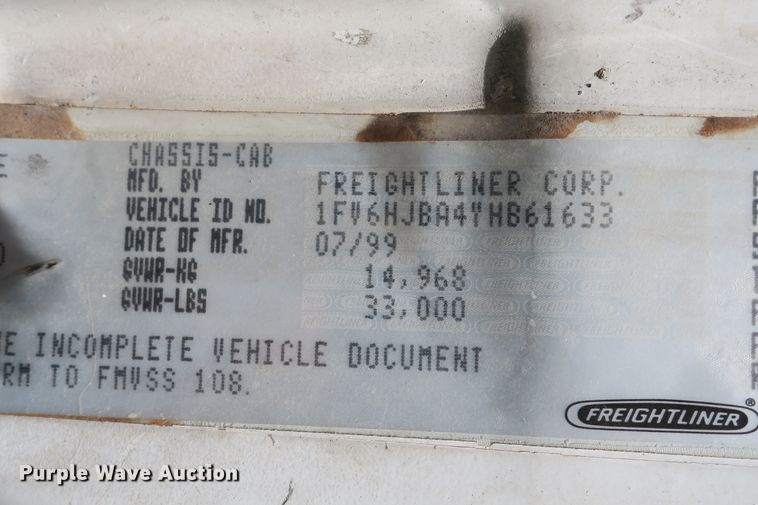 CHASSIS-CAB
MFD. BY FREIGHTLINER CORP.
VEHICLE ID NO. 1FV6HJBA4YHB61633
DATE OF MFR. 07/99
GVWR-KG 14,968
GVWR-LBS 33,000
INCOMPLETE VEHICLE DOCUMENT
TO FMVSS 108.
FREIGHTLINER®
Purple Wave Auction